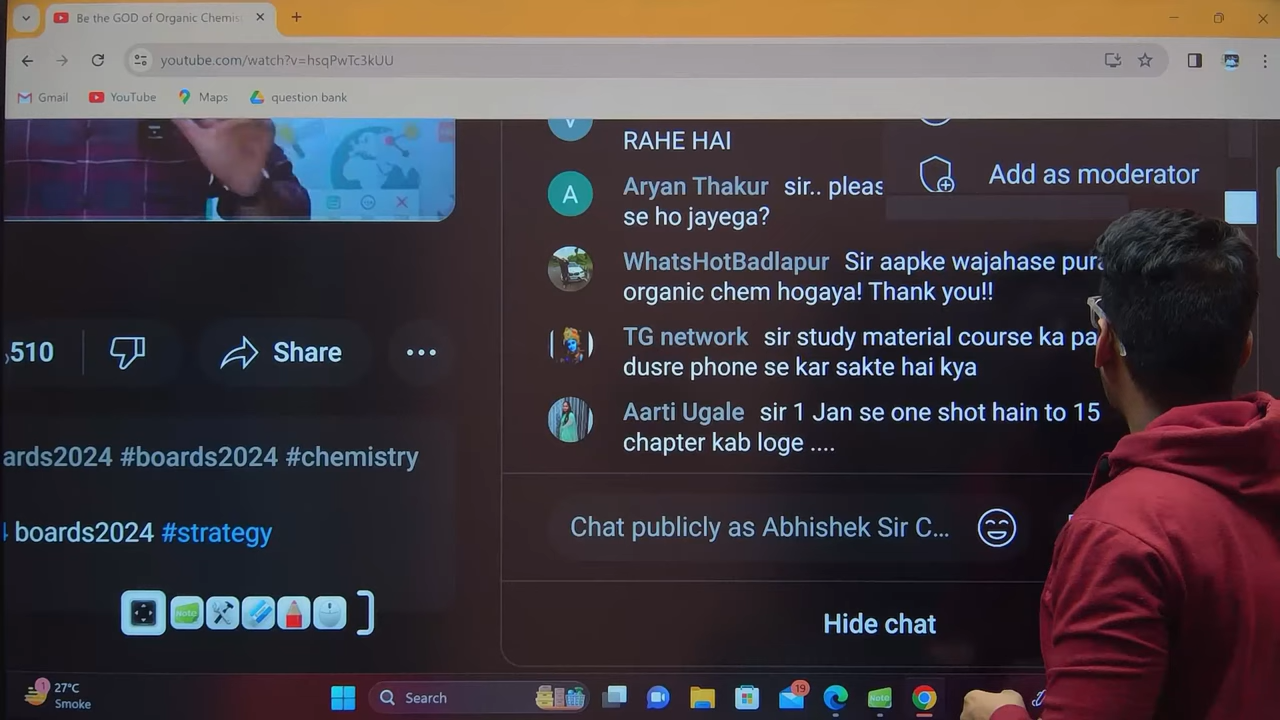 Be the GOD of Organic Chemis
youtube.com/watch?v=hsqPwTc3kUU
Gmail
YouTube
Maps
question bank
RAHE HAI
Add as moderator
Aryan Thakur sir.. pleas
se ho jayega?
WhatsHotBadlapur Sir aapke wajahase pura
organic chem hogaya! Thank you!!
TG network sir study material course ka pa
dusre phone se kar sakte hai kya
510
Share
Aarti Ugale sir 1 Jan se one shot hain to 15
chapter kab loge ....
ards2024 #boards2024 #chemistry
boards2024 #strategy
Chat publicly as Abhishek Sir C...
Hide chat
Note
27°C
Smoke
Search
19
Note